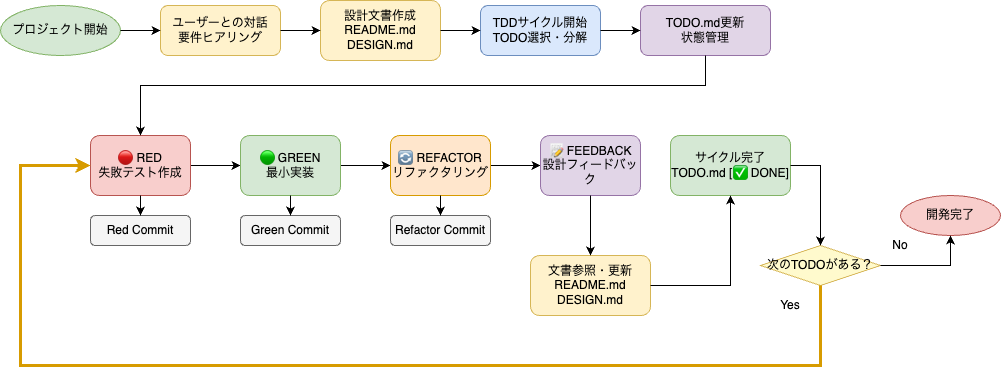 プロジェクト開始
ユーザーとの対話
要件ヒアリング
設計文書作成
README.md
DESIGN.md
TDDサイクル開始
TODO選択・分解
TODO.md更新
状態管理
🔴 RED
失敗テスト作成
🟢 GREEN
最小実装
🔄 REFACTOR
リファクタリング
📝 FEEDBACK
設計フィードバッ
ク
サイクル完了
TODO.md [✅ DONE]
Red Commit
Green Commit
Refactor Commit
開発完了
No
文書参照・更新
README.md
DESIGN.md
次のTODOがある？
Yes